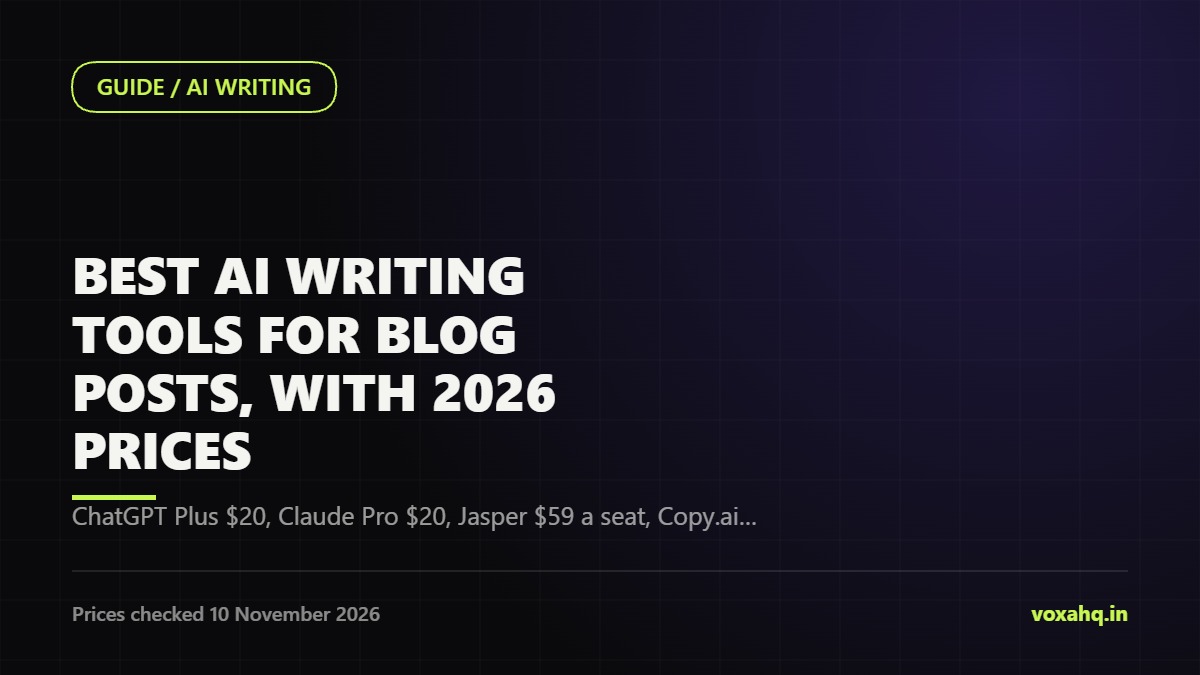 GUIDE / AI WRITING
BEST AI WRITING
TOOLS FOR BLOG
POSTS, WITH 2026
PRICES
ChatGPT Plus $20, Claude Pro $20, Jasper $59 a seat, Copy.ai...
Prices checked 10 November 2026
voxahq.in